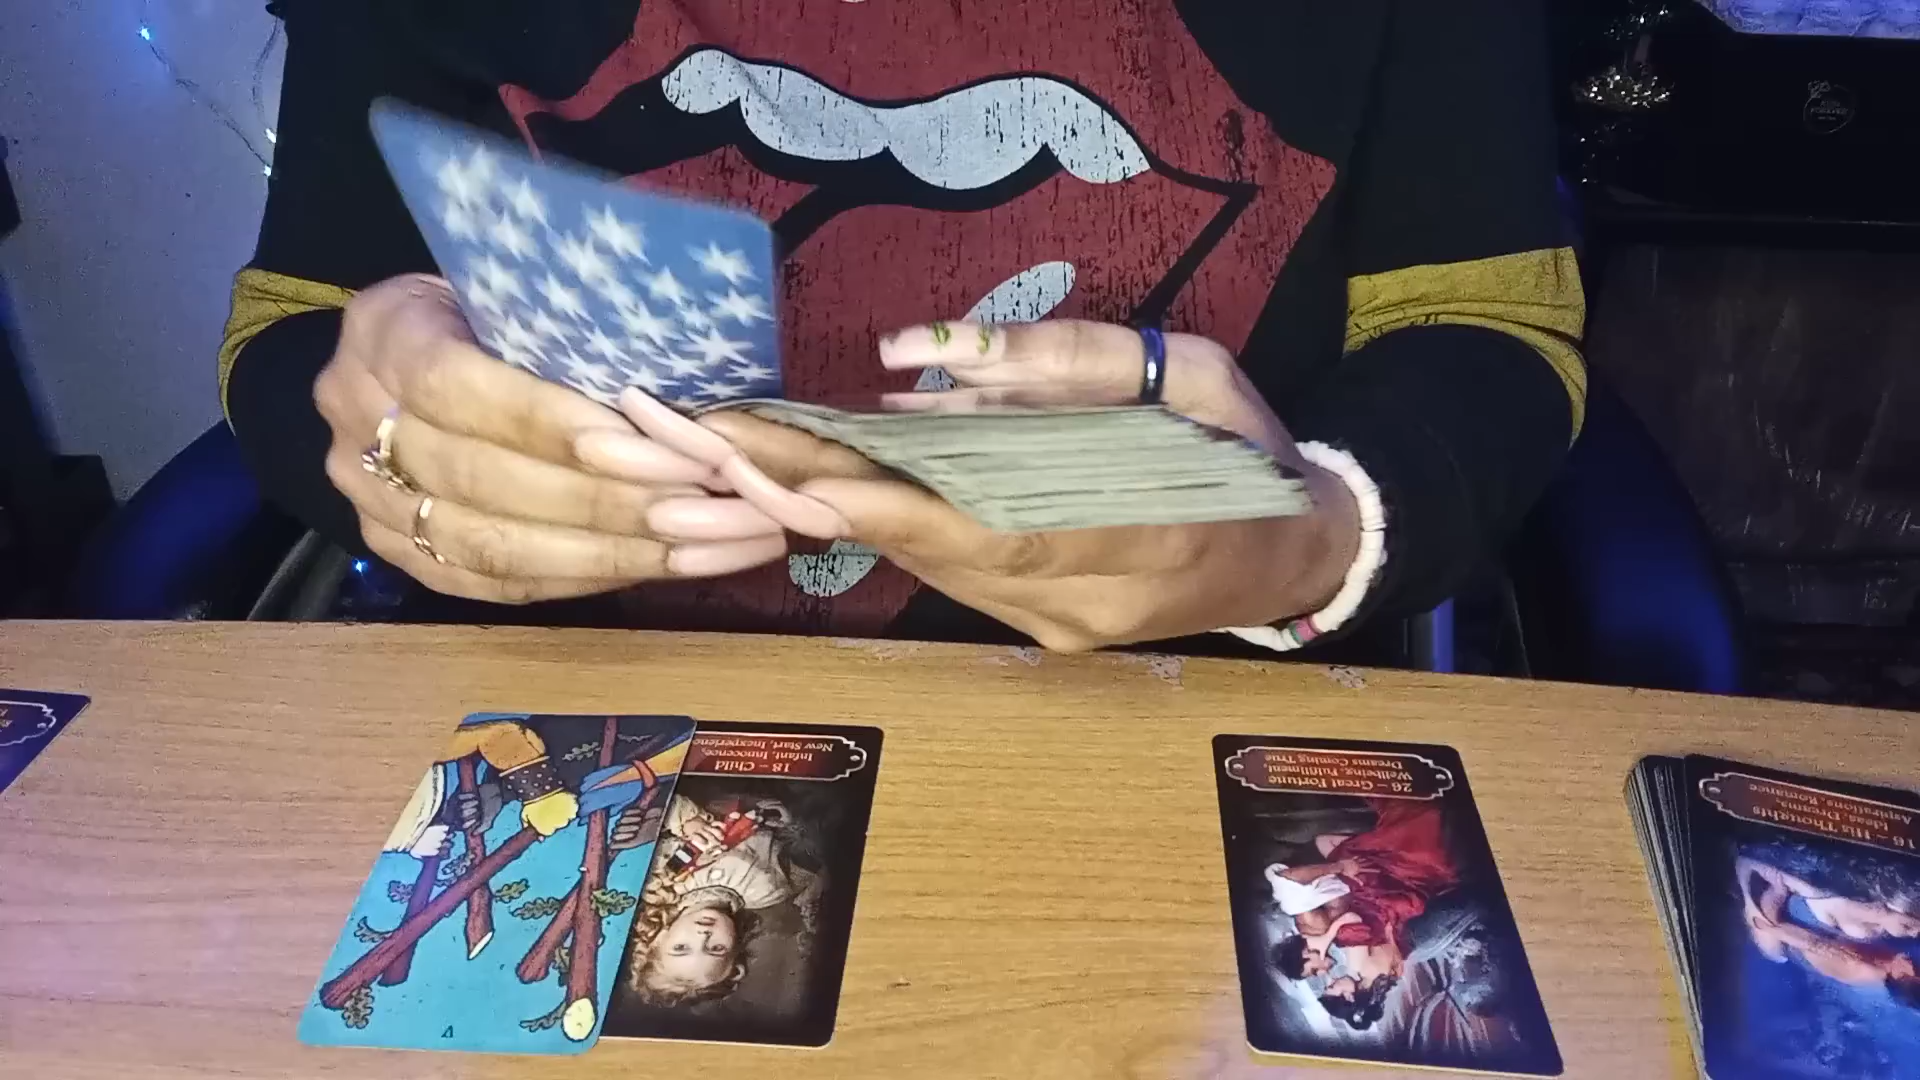 18 – Child
Infant, Innocence,
New Start, Inexperience
26 – Great Fortune
Wellbeing, Fulfillment,
Dreams Coming True
16 – His Thoughts
Ideas, Dreams,
Aspirations, Romance
V